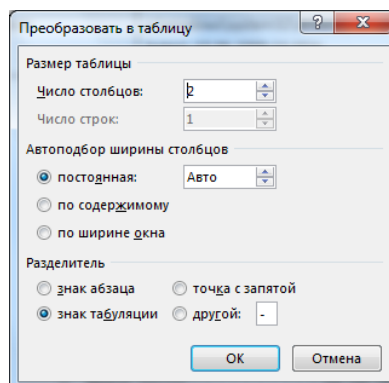 Преобразовать в таблицу
Размер таблицы
Число столбцов: 2
Число строк: 1
Автоподбор ширины столбцов
постоянная: Авто
по содержимому
по ширине окна
Разделитель
знак абзаца точка с запятой
знак табуляции другой: -
ОК Отмена